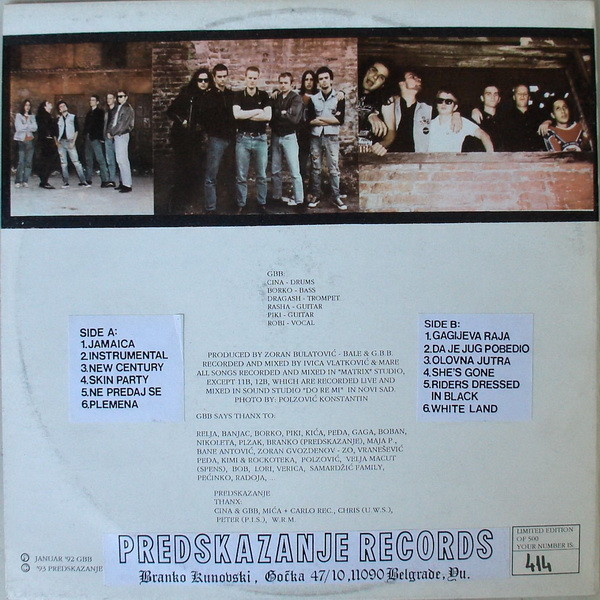 GBB:
CINA - DRUMS
BORKO - BASS
DRAGASH - TROMPET
RASHA - GUITAR
PIKI - GUITAR
ROBI - VOCAL
SIDE A:
1.JAMAICA
2.INSTRUMENTAL
3.NEW CENTURY
4.SKIN PARTY
5.NE PREDAJ SE
6.PLEMENA
PRODUCED BY ZORAN BULATOVIĆ - BALE & G.B.B.
RECORDED AND MIXED BY IVICA VLATKOVIĆ & MARE
ALL SONGS RECORDED AND MIXED IN "MATRIX" STUDIO,
EXCEPT 11B, 12B, WHICH ARE RECORDED LIVE AND
MIXED IN SOUND STUDIO "DO RE MI" IN NOVI SAD.
PHOTO BY: POLZOVIĆ KONSTANTIN
SIDE B:
1.GAGIJEVA RAJA
2.DA JE JUG POBEDIO
3.OLOVNA JUTRA
4.SHE'S GONE
5.RIDERS DRESSED
IN BLACK
6.WHITE LAND
GBB SAYS THANX TO:
RELJA, BANJAC, BORKO, PIKI, KIĆA, PEDA, GAGA, BOBAN,
NIKOLETA, PLZAK, BRANKO (PREDSKAZANJE), MAJA P.,
BANE ANTOVIĆ, ZORAN GVOZDENOV - ZO, VRANEŠEVIĆ
PEDA, KIMI & ROCKOTEKA, POLZOVIĆ, VELJA MACUT
(SPENS), BOB, LORI, VERICA, SAMARDŽIĆ FAMILY,
PEĆINKO, RADOJA, ...
PREDSKAZANJE
THANX:
CINA & GBB, MIĆA + CARLO REC., CHRIS (U.W.S.),
PETER (P.I.S.), W.R.M.
Ⓟ JANUAR '92 GBB
© '93 PREDSKAZANJE
PREDSKAZANJE RECORDS
Branko Kunovski, Gočka 47/10, 11090 Belgrade, Yu.
LIMITED EDITION
OF 500
YOUR NUMBER IS:
414